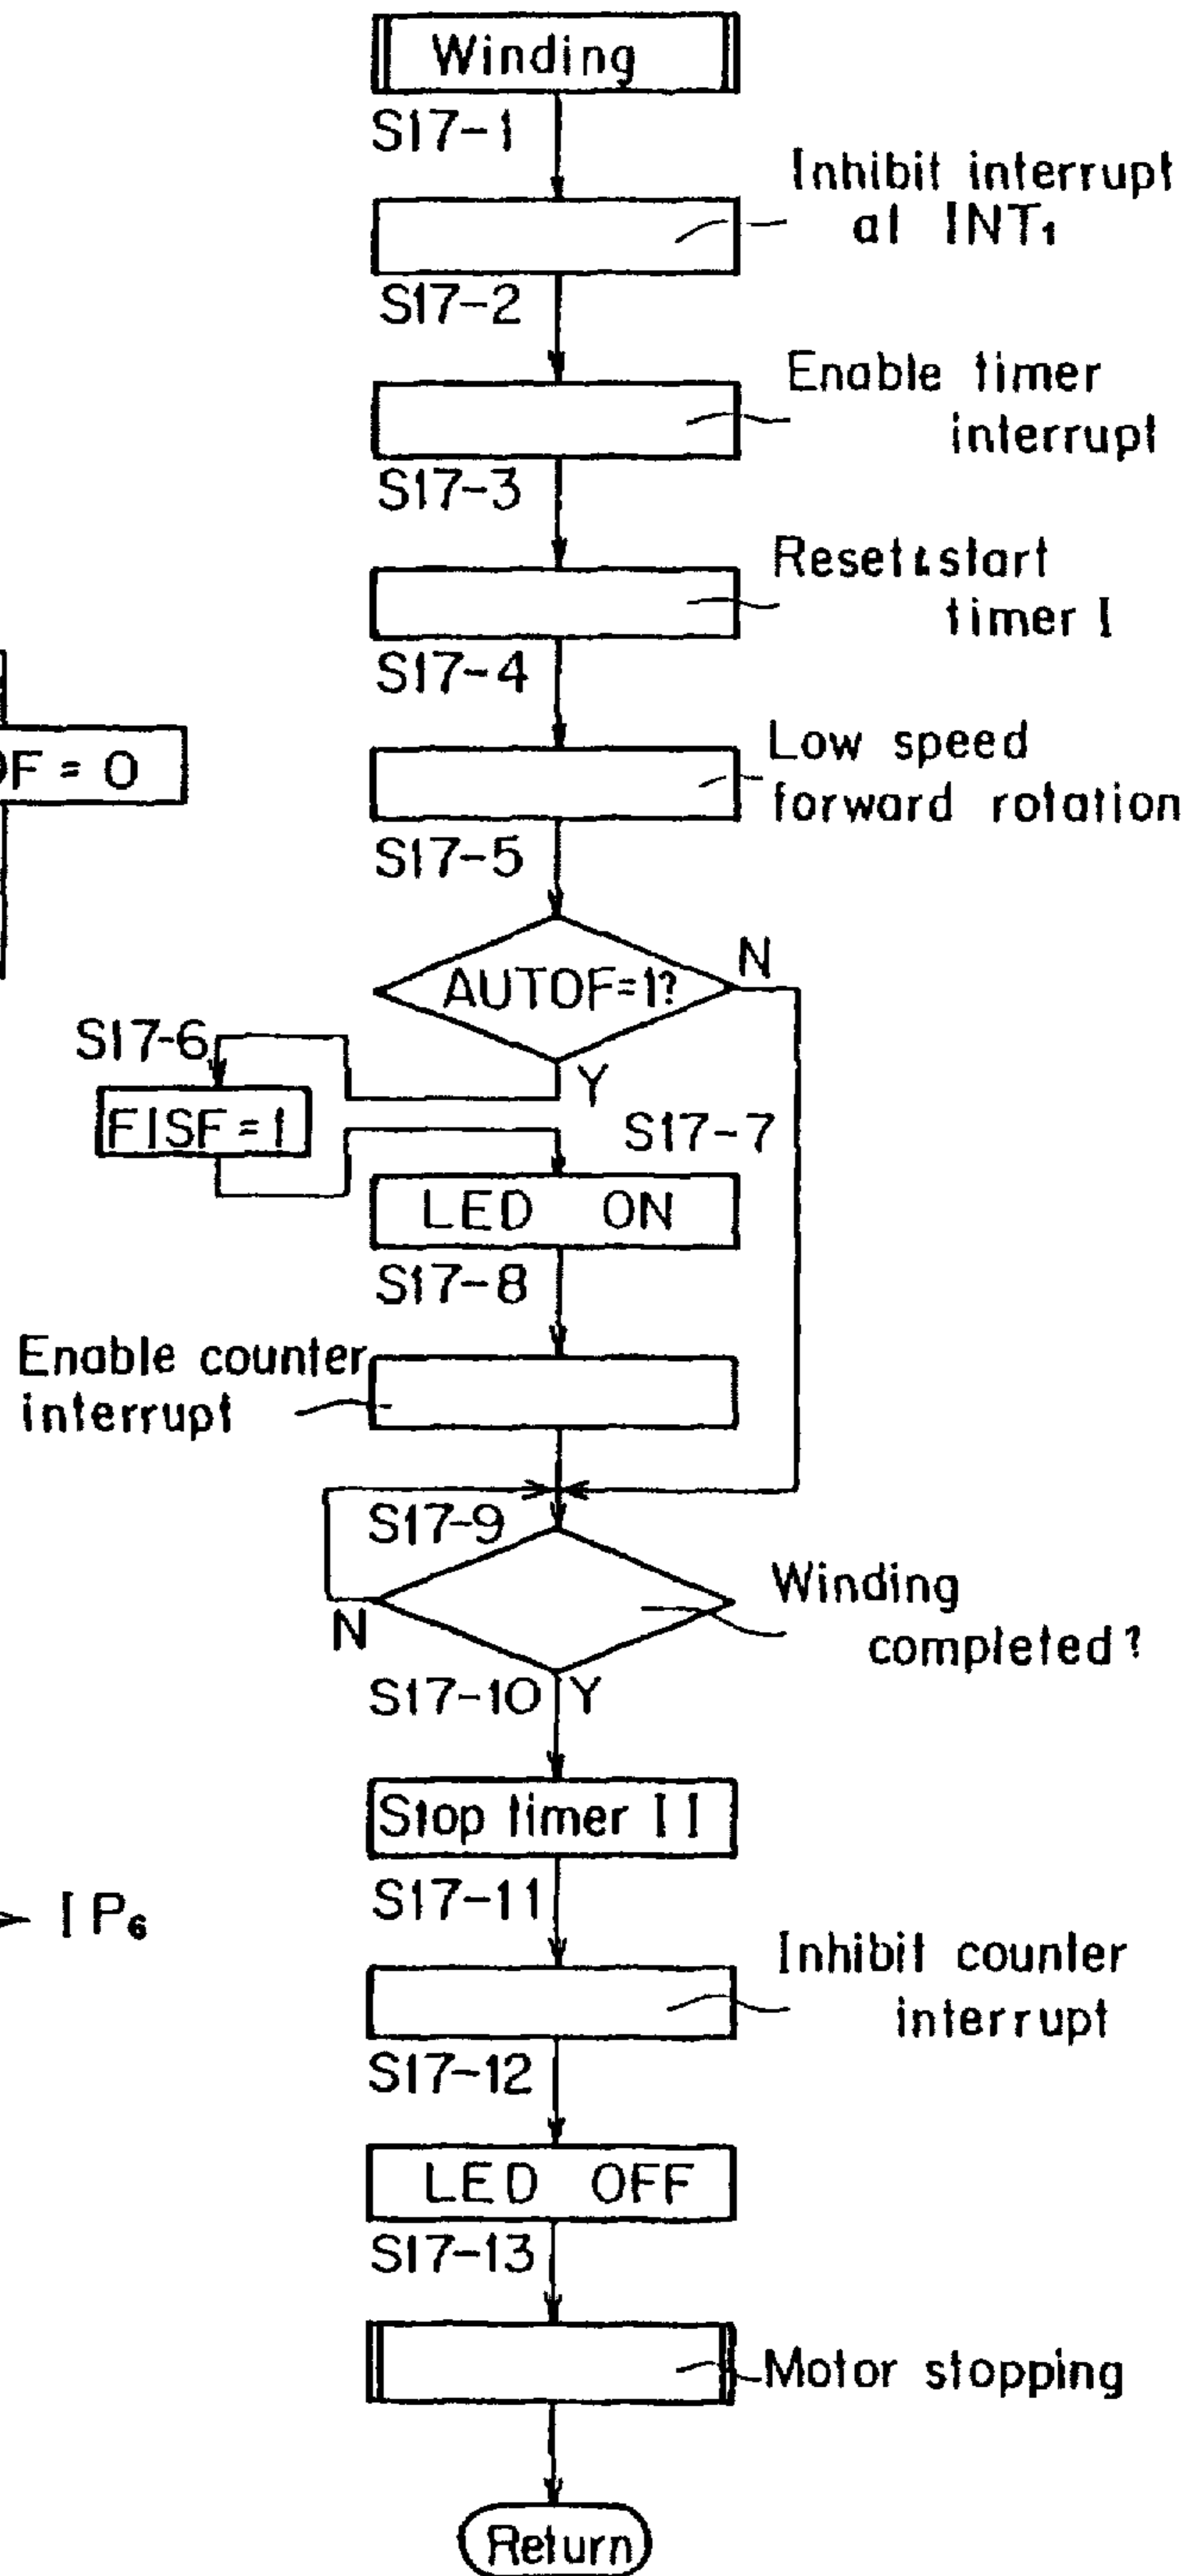 Winding
S17-1
Inhibit interrupt
at INT₁
S17-2
Enable timer
interrupt
S17-3
Reset & start
timer I
S17-4
Low speed
forward rotation
S17-5
AUTOF=1?
N
Y
S17-6
FISF=1
S17-7
LED ON
S17-8
Enable counter
interrupt
S17-9
Winding
completed?
N
S17-10 Y
Stop timer II
S17-11
Inhibit counter
interrupt
S17-12
LED OFF
S17-13
Motor stopping
Return
F = 0
IP₆